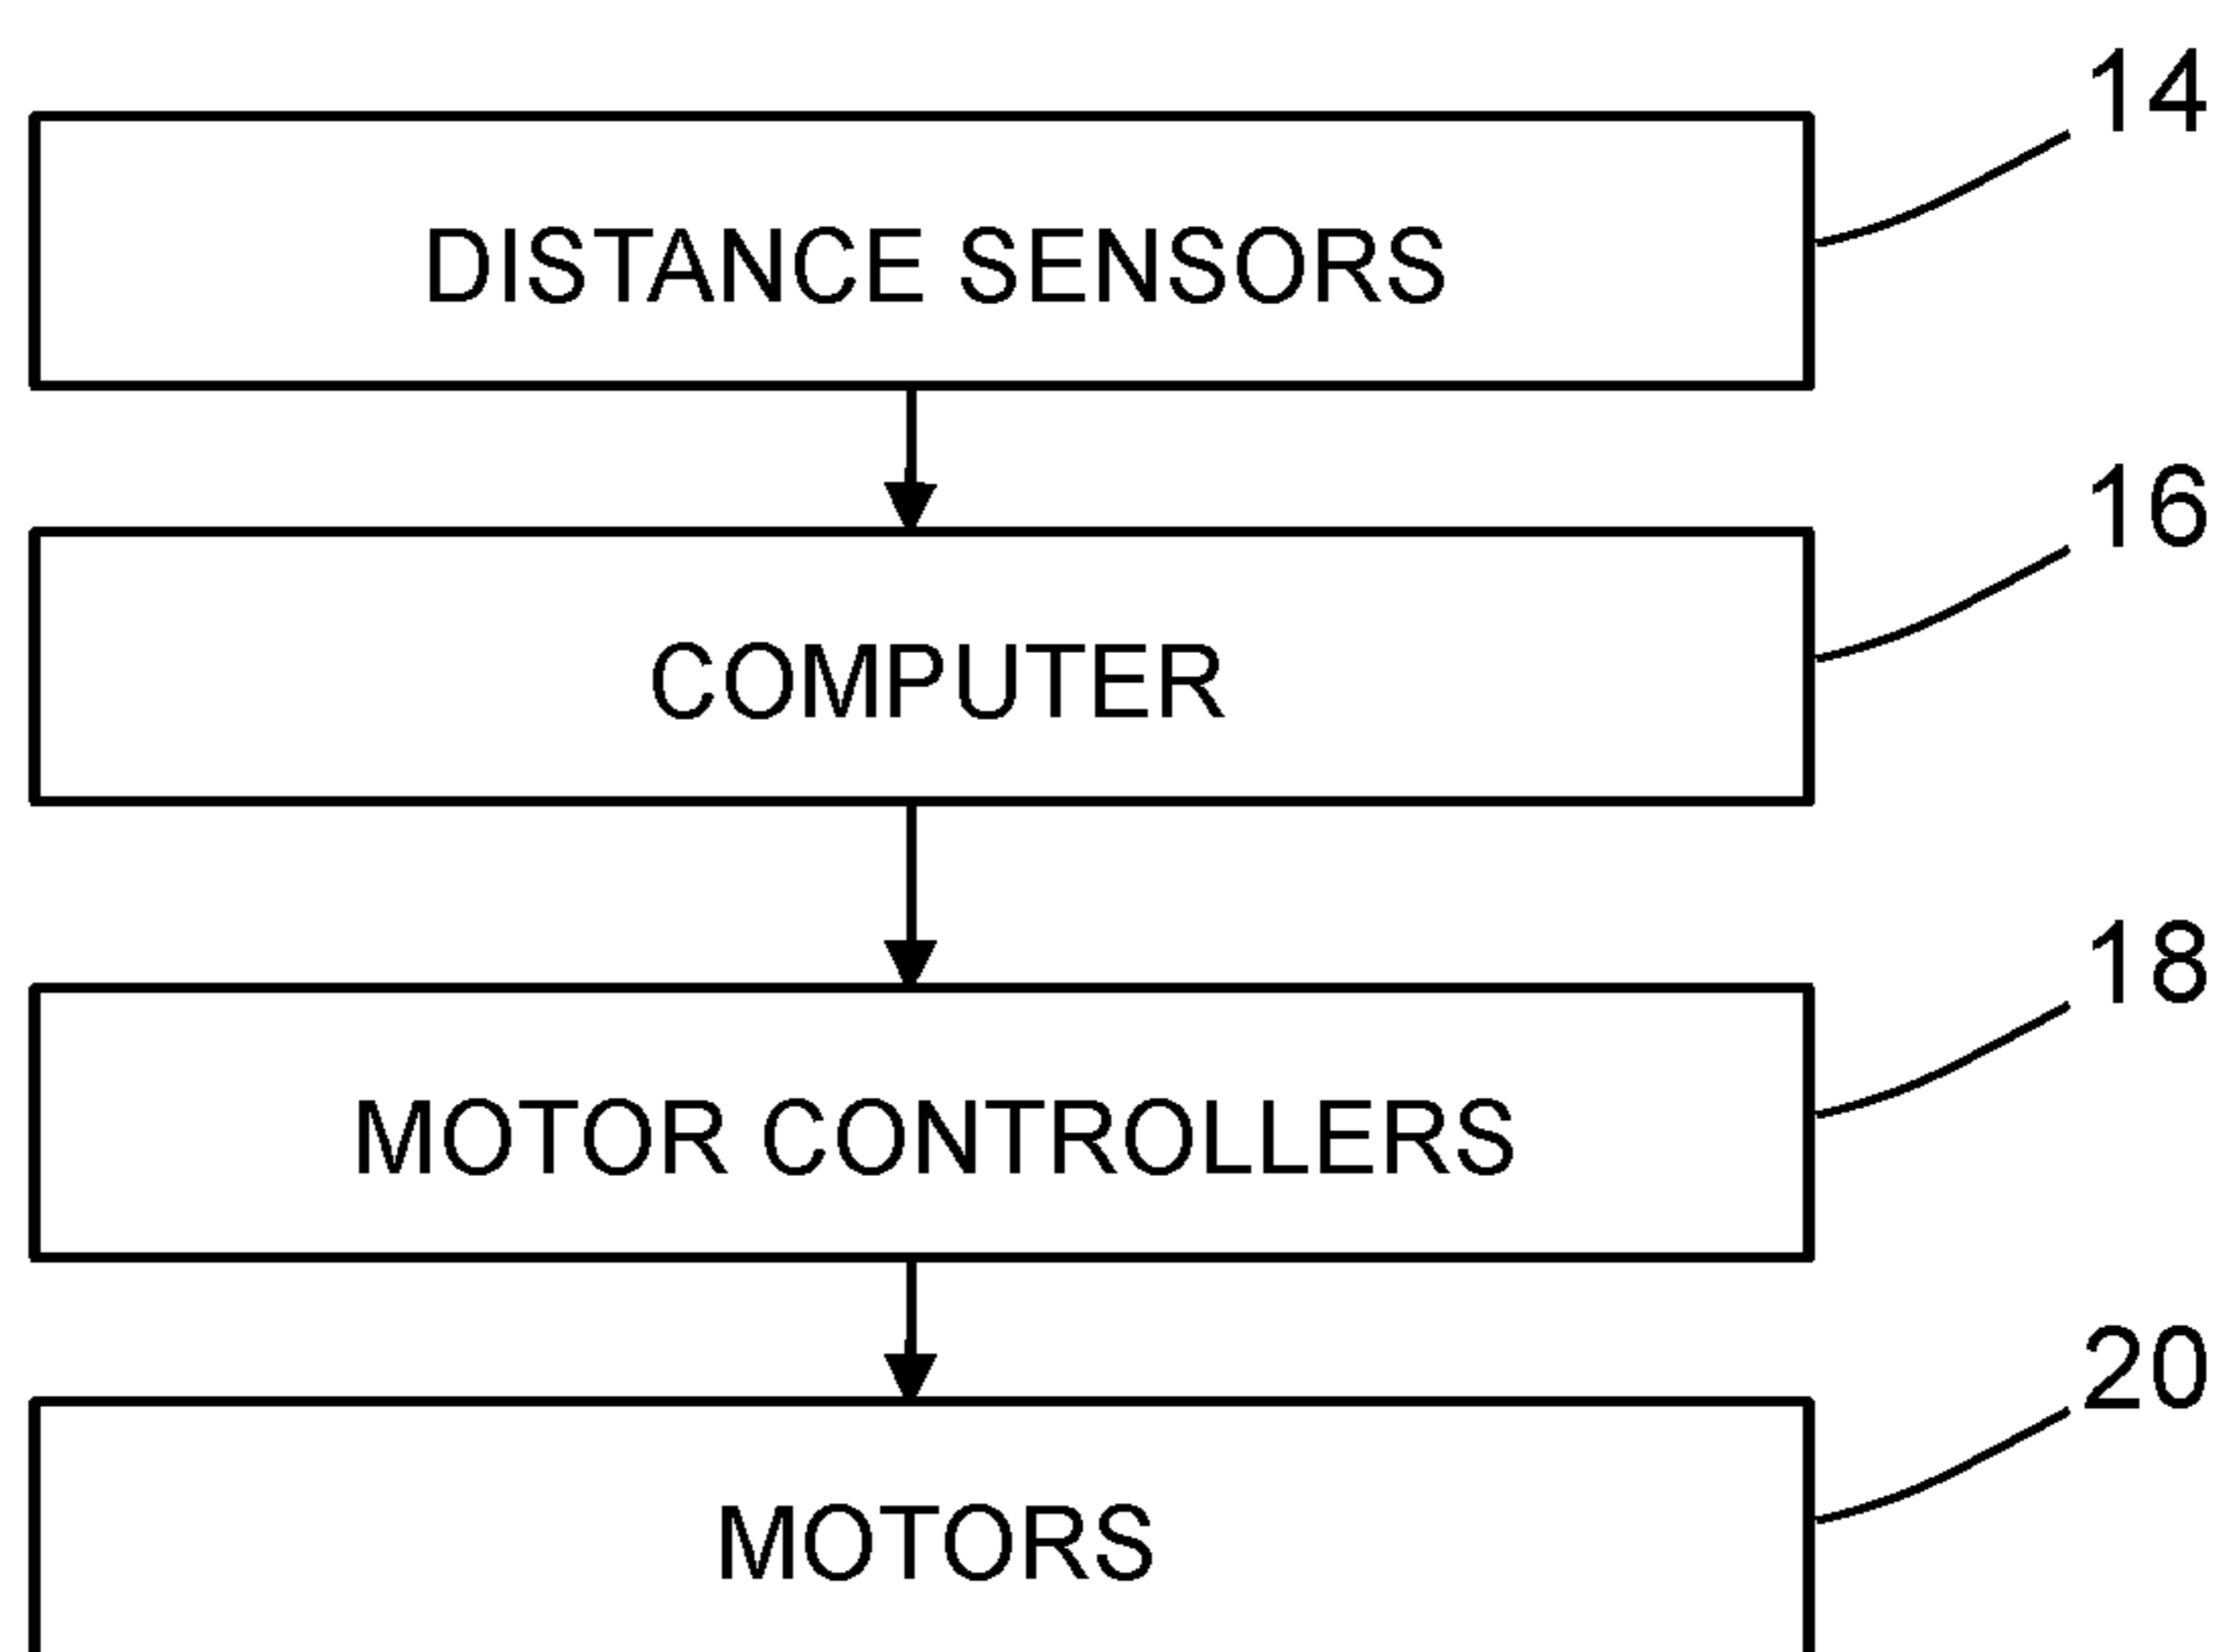 14
DISTANCE SENSORS
16
COMPUTER
18
MOTOR CONTROLLERS
20
MOTORS